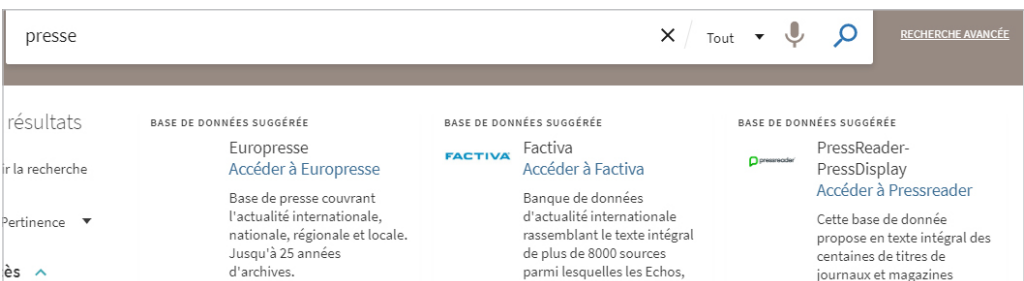 presse
Tout
RECHERCHE AVANCÉE
résultats
ir la recherche
Pertinence
ès
BASE DE DONNÉES SUGGÉRÉE
Europresse
Accéder à Europresse
Base de presse couvrant
l'actualité internationale,
nationale, régionale et locale.
Jusqu'à 25 années
d'archives.
BASE DE DONNÉES SUGGÉRÉE
FACTIVA
Factiva
Accéder à Factiva
Banque de données
d'actualité internationale
rassemblant le texte intégral
de plus de 8000 sources
parmi lesquelles les Echos,
BASE DE DONNÉES SUGGÉRÉE
pressreader
PressReader-
PressDisplay
Accéder à Pressreader
Cette base de donnée
propose en texte intégral des
centaines de titres de
journaux et magazines